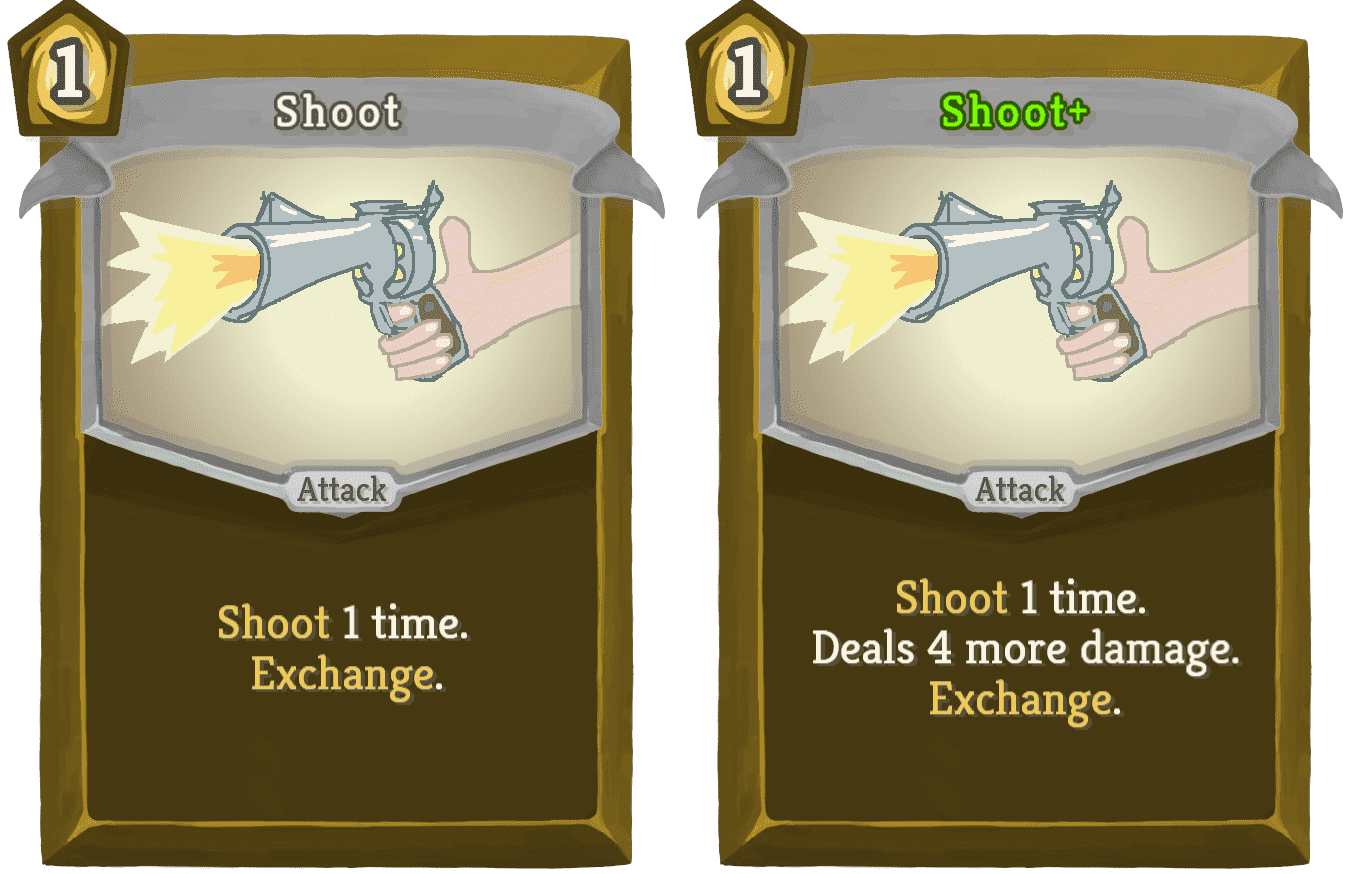 1
Shoot
Attack
Shoot 1 time.
Exchange.
1
Shoot+
Attack
Shoot 1 time.
Deals 4 more damage.
Exchange.